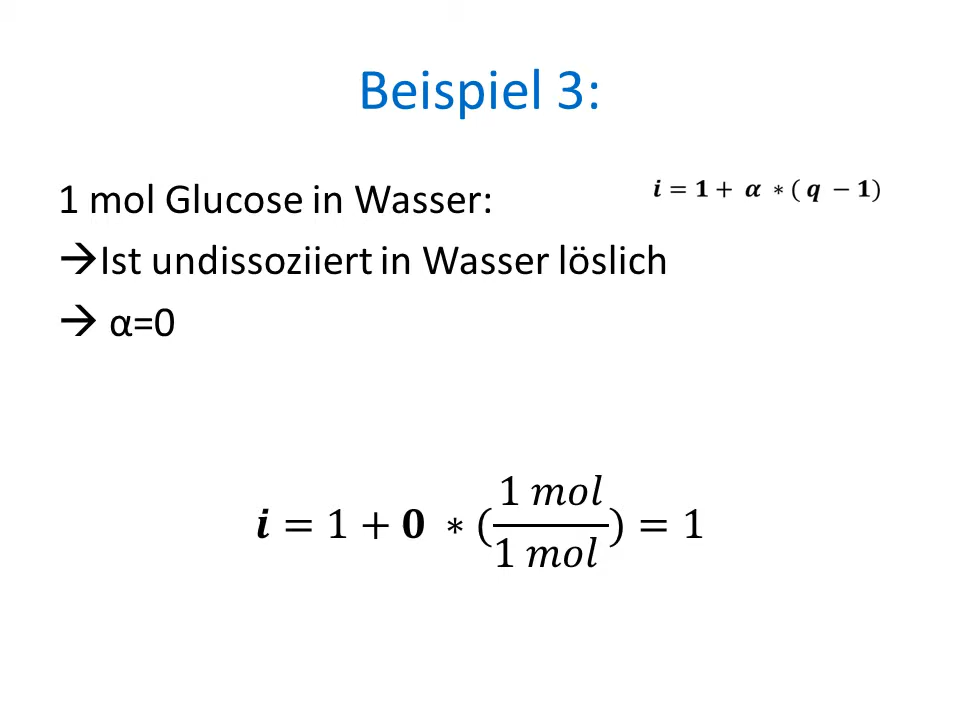 Beispiel 3:
1 mol Glucose in Wasser:
i = 1 + α * ( q − 1)
→Ist undissoziiert in Wasser löslich
→ α=0
i = 1 + 0 * (1 mol / 1 mol) = 1